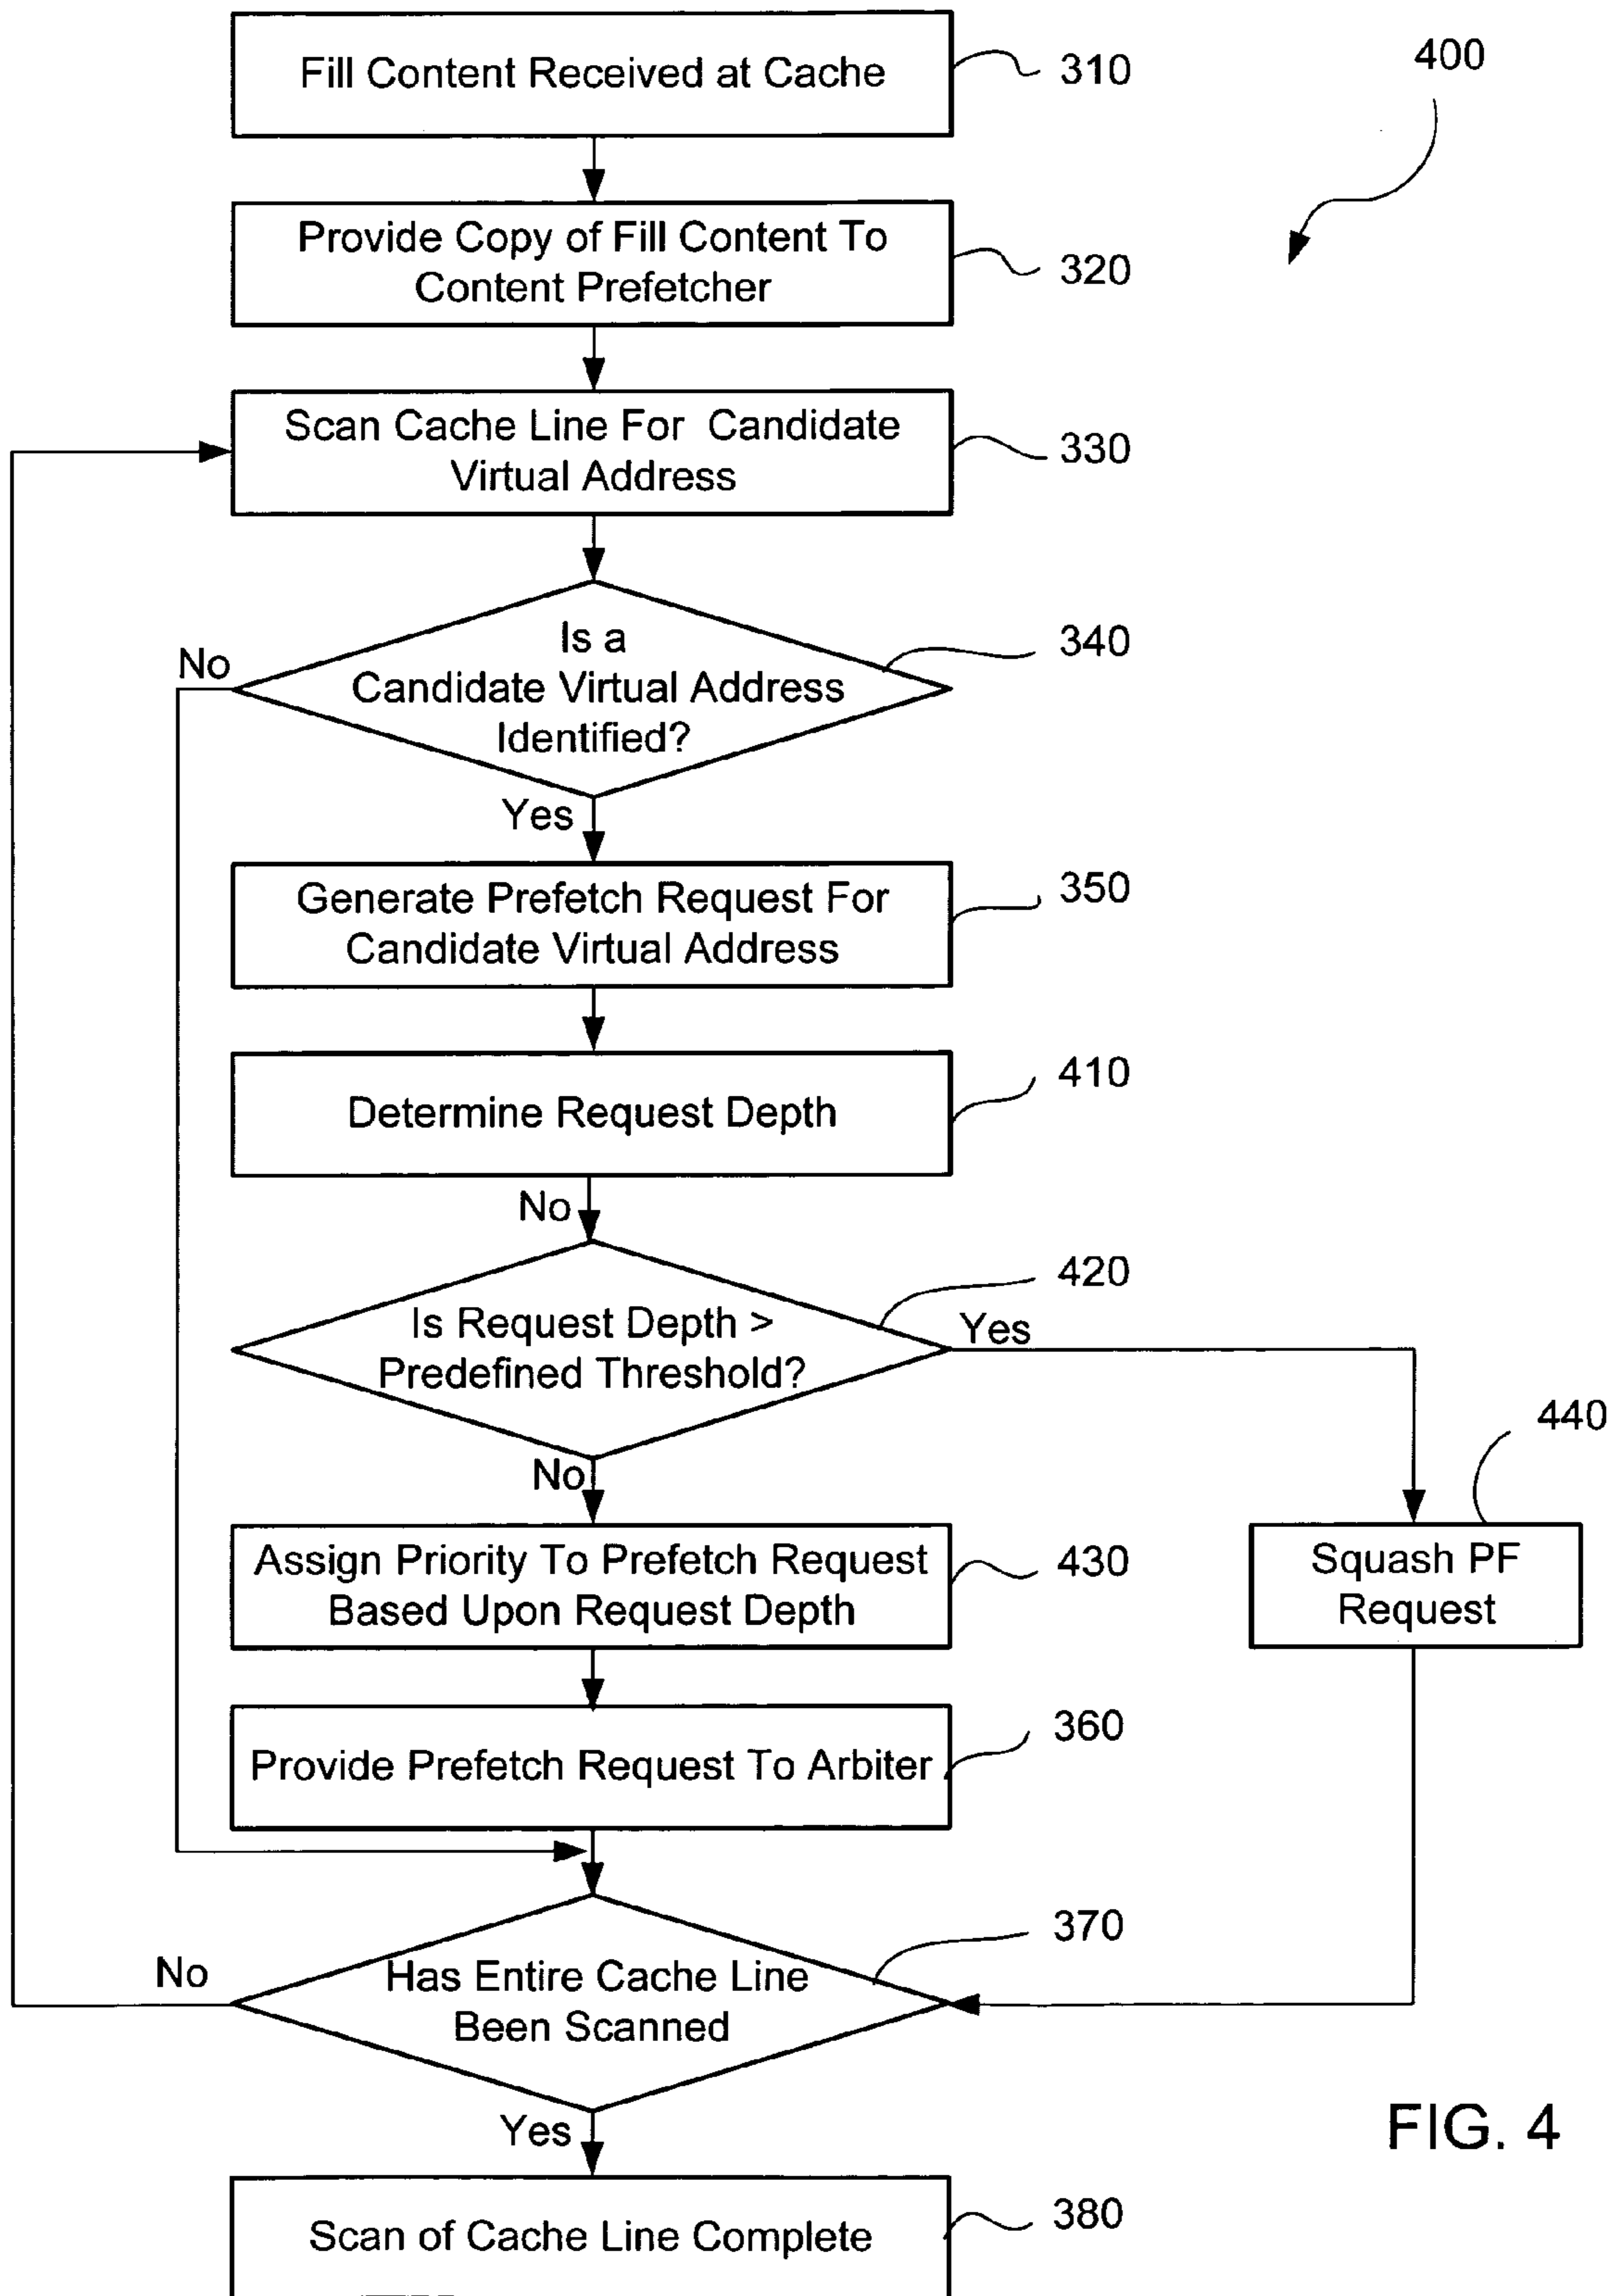 Fill Content Received at Cache
310
400
Provide Copy of Fill Content To
Content Prefetcher
320
Scan Cache Line For Candidate
Virtual Address
330
Is a
Candidate Virtual Address
Identified?
340
No
Yes
Generate Prefetch Request For
Candidate Virtual Address
350
Determine Request Depth
410
No
Is Request Depth >
Predefined Threshold?
420
Yes
No
440
Assign Priority To Prefetch Request
Based Upon Request Depth
430
Squash PF
Request
Provide Prefetch Request To Arbiter
360
Has Entire Cache Line
Been Scanned
370
No
Yes
Scan of Cache Line Complete
380
FIG. 4